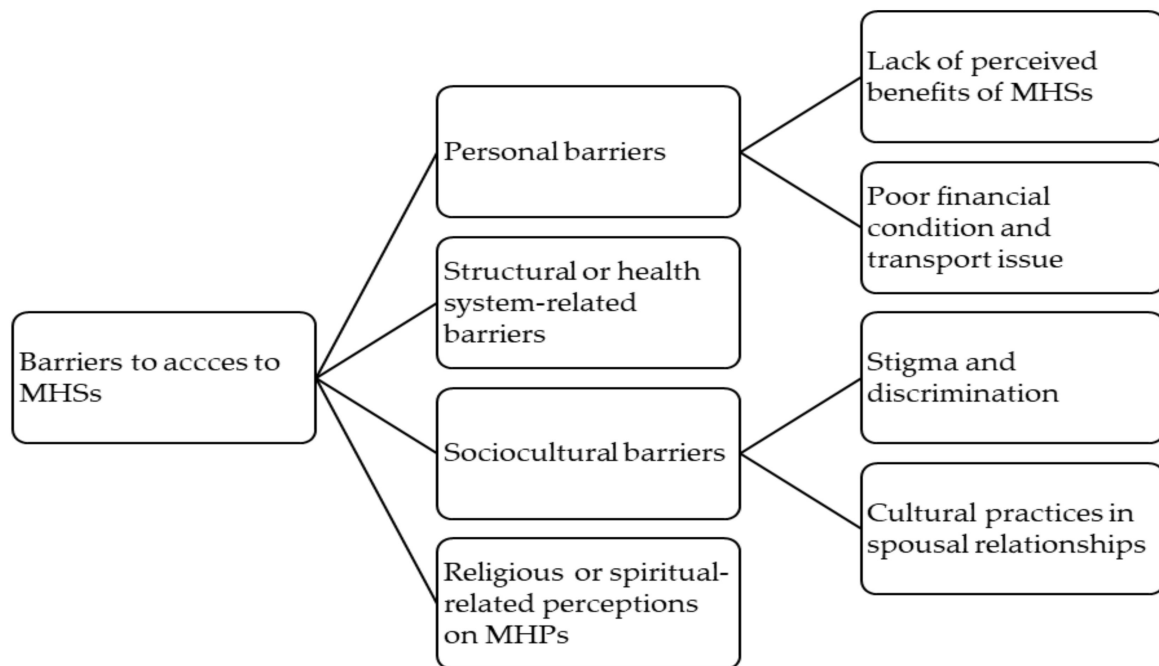 Barriers to accces to
MHSs
Personal barriers
Structural or health
system-related
barriers
Sociocultural barriers
Religious or spiritual-
related perceptions
on MHPs
Lack of perceived
benefits of MHSs
Poor financial
condition and
transport issue
Stigma and
discrimination
Cultural practices in
spousal relationships